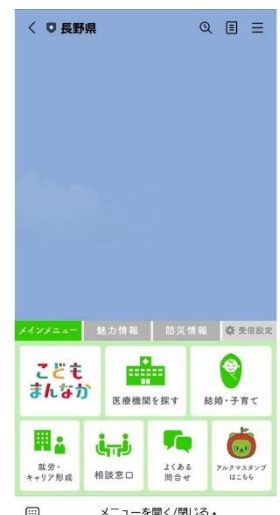 長野県
メインメニュー 魅力情報 防災情報 受信設定
こども
まんなか
医療機関を探す 結婚・子育て
就労・
キャリア形成
相談窓口
よくある
問合せ
アルクマスタンプ
はこちら
メニューを開く/閉じる